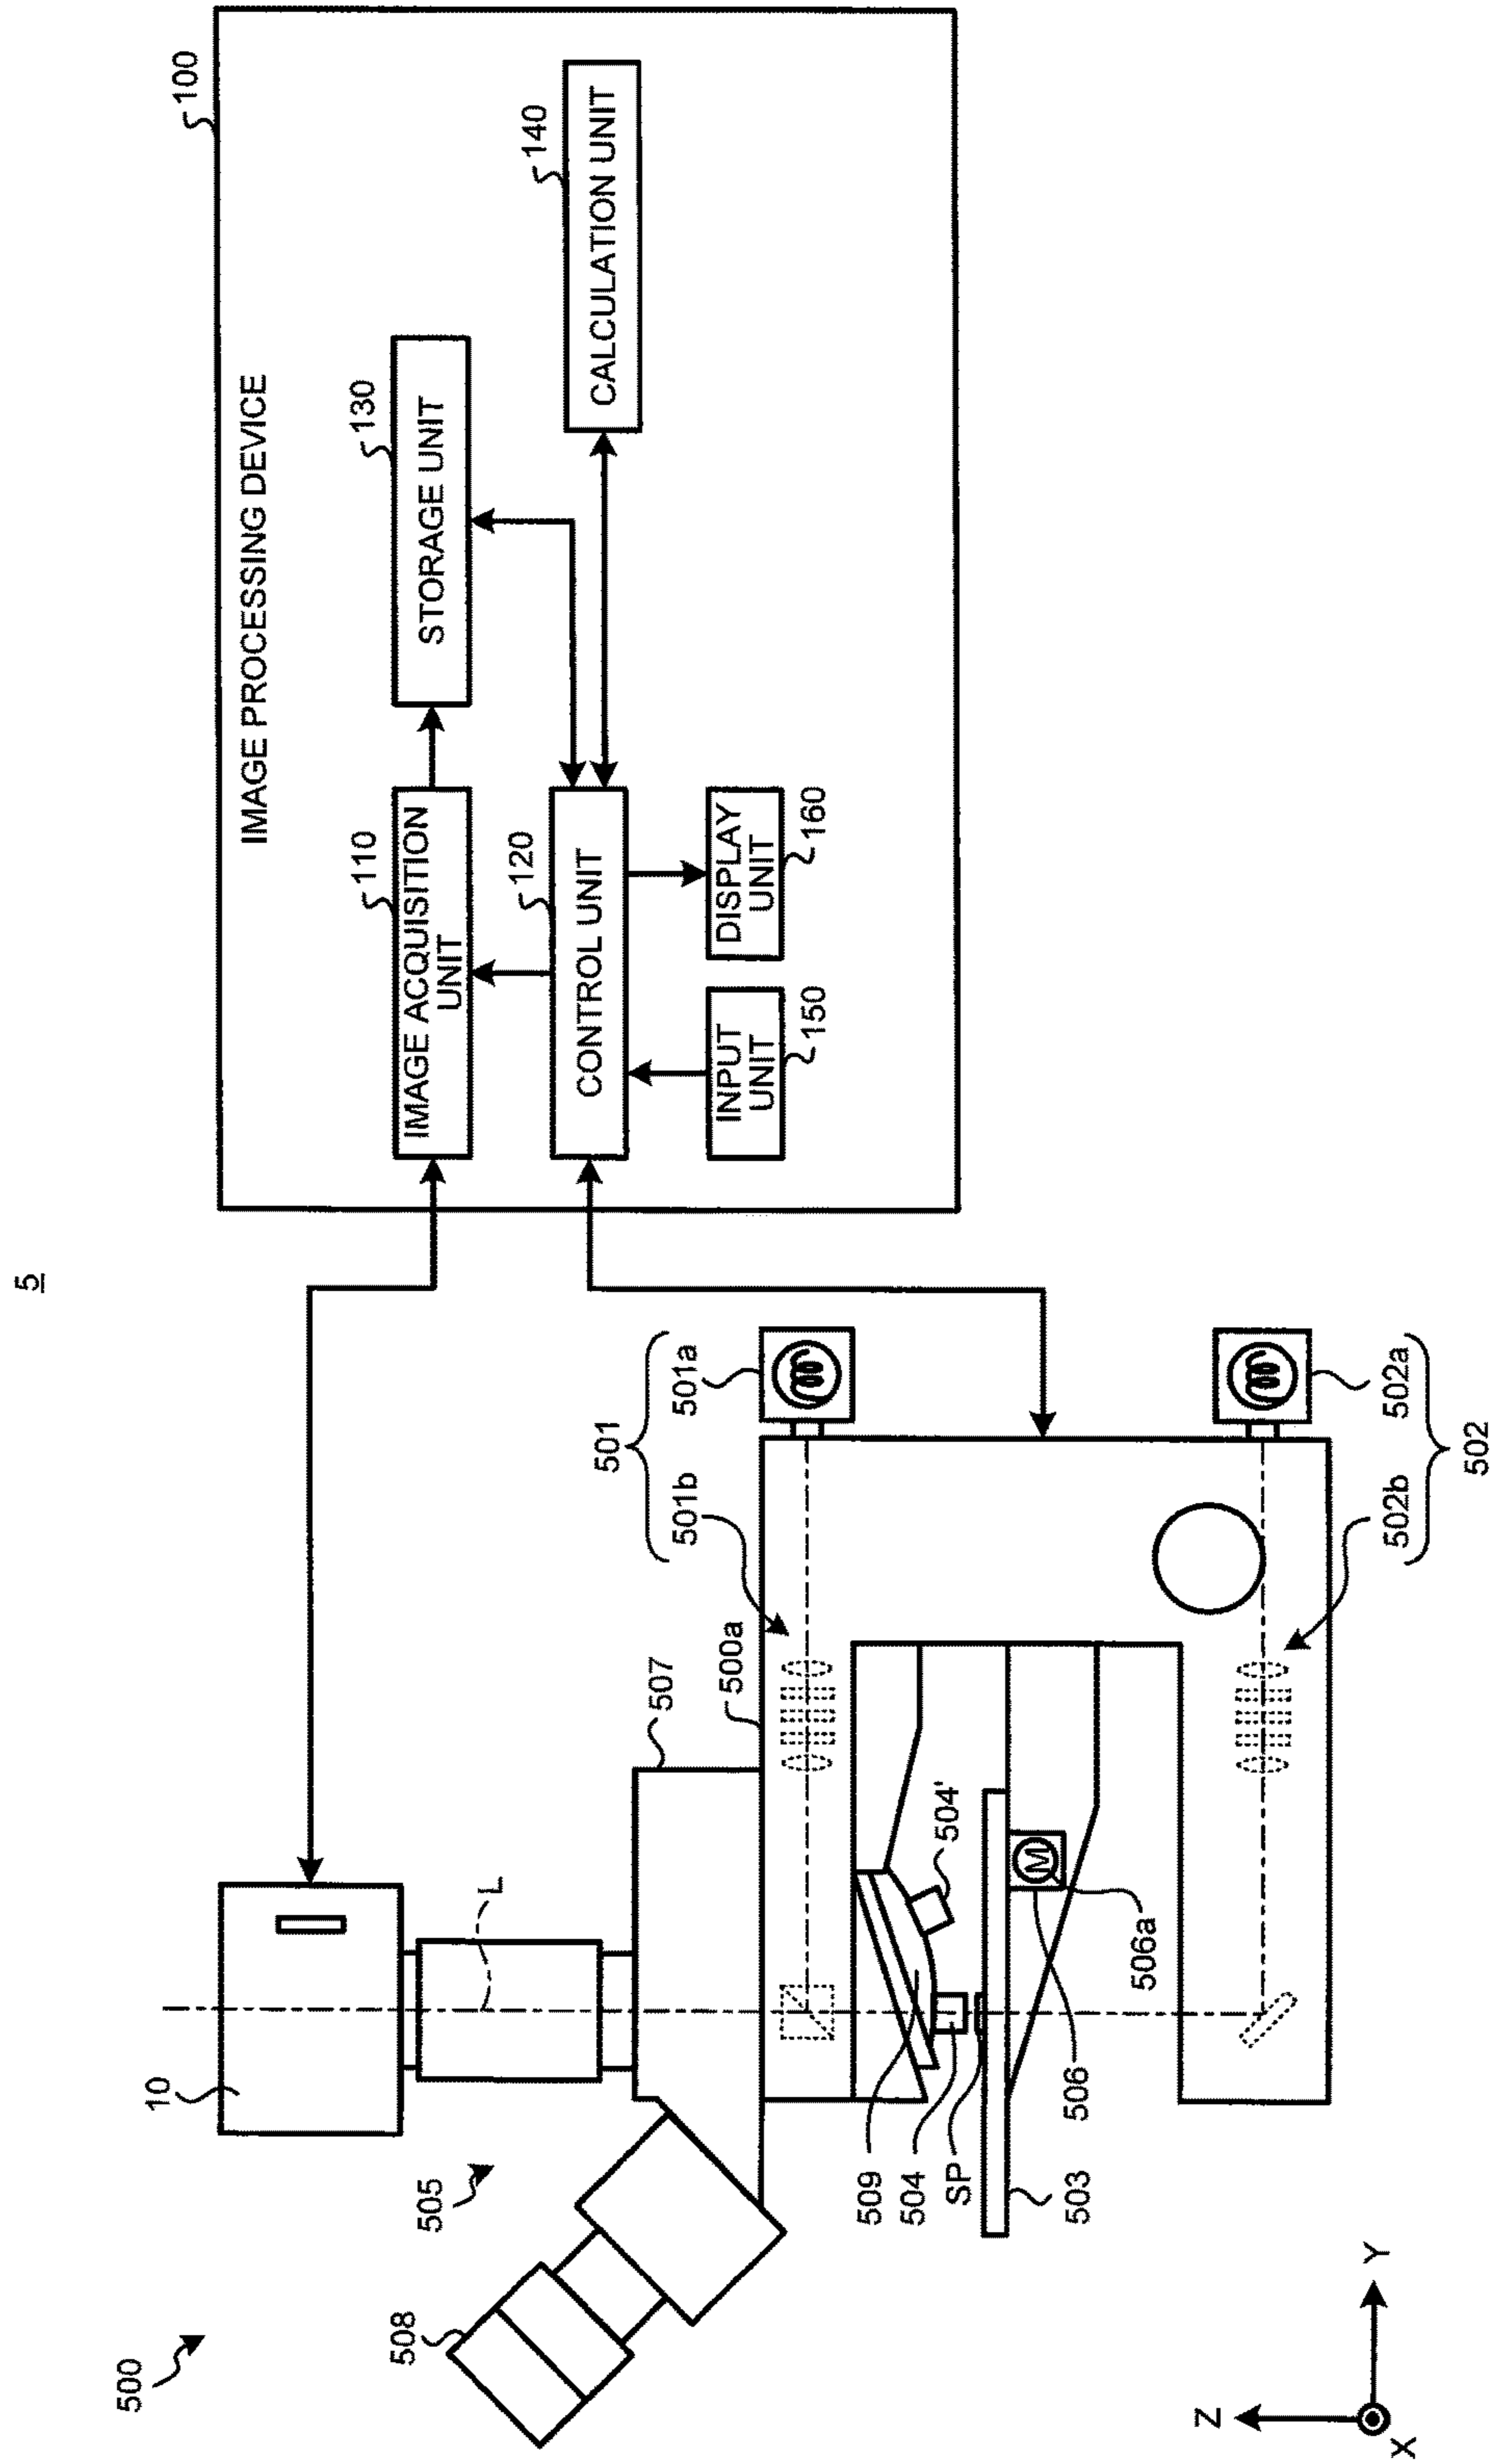 5
500
508
505
10
L
507
500a
501
501b
501a
509
504
SP
503
504'
506
506a
502b
502a
502
Z
Y
X
100
IMAGE PROCESSING DEVICE
110
IMAGE ACQUISITION
UNIT
130
STORAGE UNIT
120
CONTROL UNIT
140
CALCULATION UNIT
INPUT
UNIT
150
DISPLAY
UNIT
160
M